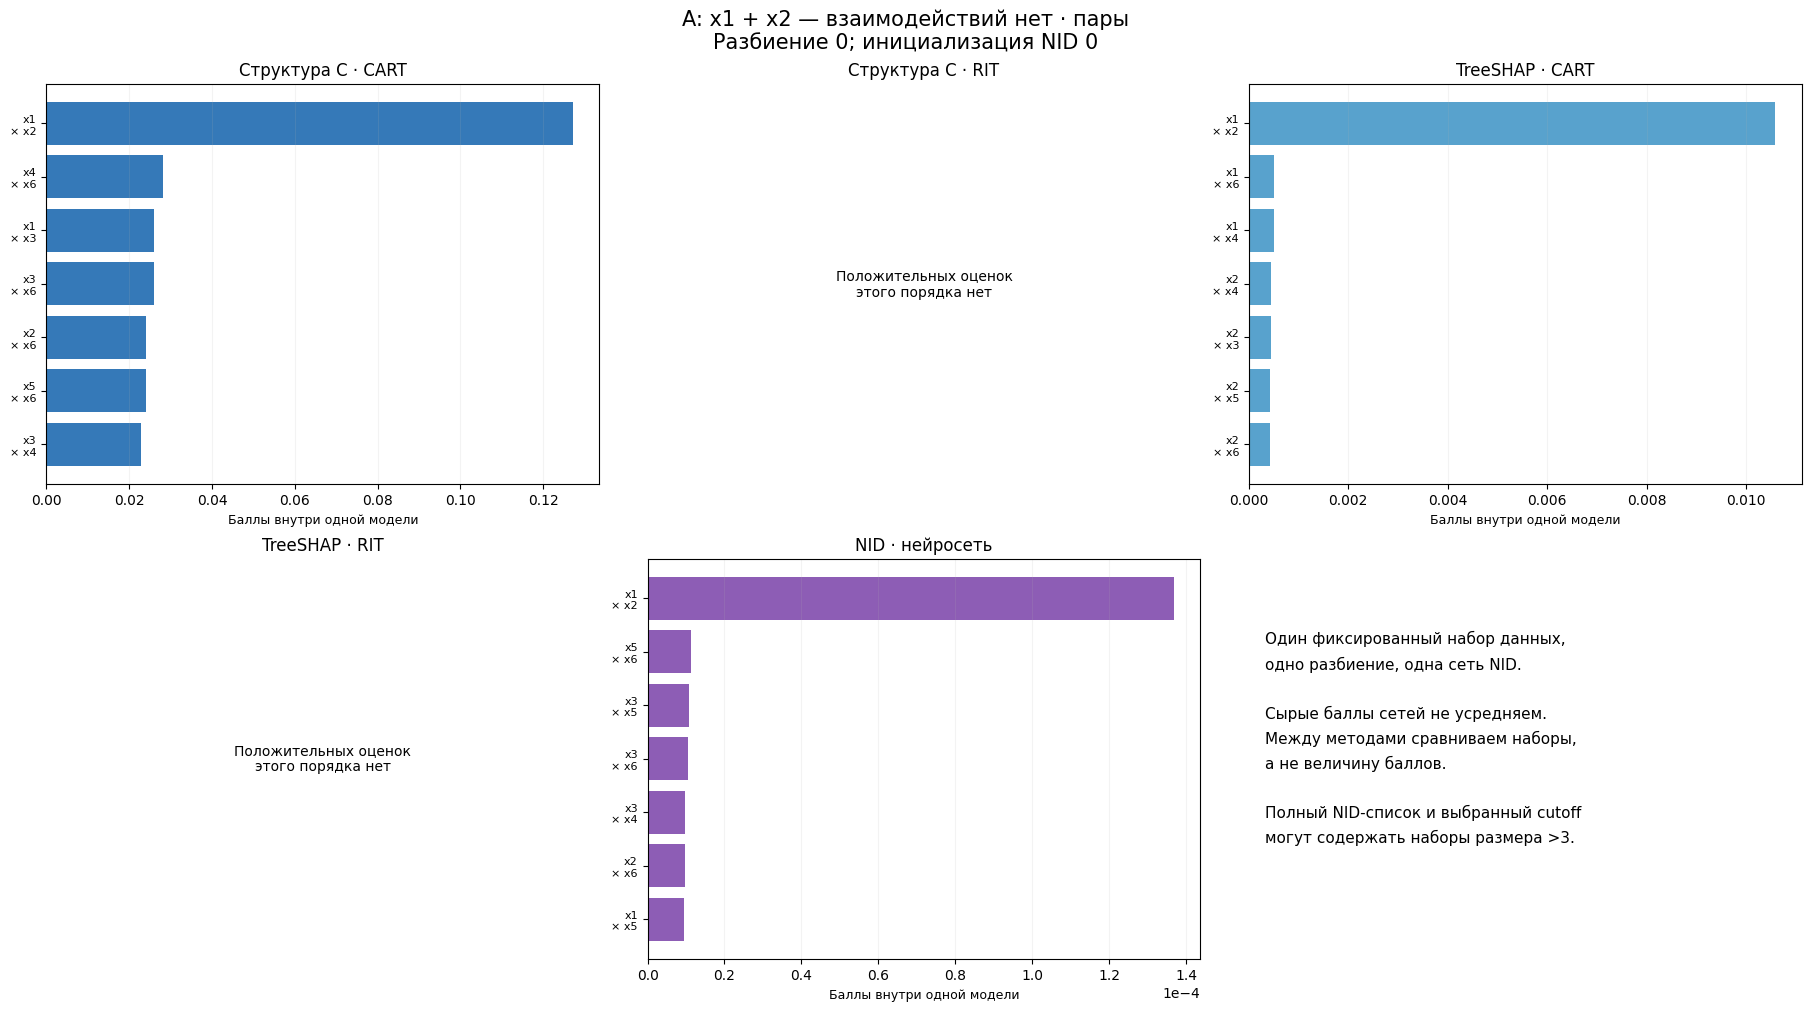 A: x1 + x2 — взаимодействий нет · пары
Разбиение 0; инициализация NID 0
Структура C · CART
x1
× x2
x4
× x6
x1
× x3
x3
× x6
x2
× x6
x5
× x6
x3
× x4
0.00 0.02 0.04 0.06 0.08 0.10 0.12
Баллы внутри одной модели
Структура C · RIT
Положительных оценок
этого порядка нет
TreeSHAP · CART
x1
× x2
x1
× x6
x1
× x4
x2
× x4
x2
× x3
x2
× x5
x2
× x6
0.000 0.002 0.004 0.006 0.008 0.010
Баллы внутри одной модели
TreeSHAP · RIT
Положительных оценок
этого порядка нет
NID · нейросеть
x1
× x2
x5
× x6
x3
× x5
x3
× x6
x3
× x4
x2
× x6
x1
× x5
0.0 0.2 0.4 0.6 0.8 1.0 1.2 1.4
1e−4
Баллы внутри одной модели
Один фиксированный набор данных,
одно разбиение, одна сеть NID.
Сырые баллы сетей не усредняем.
Между методами сравниваем наборы,
а не величину баллов.
Полный NID-список и выбранный cutoff
могут содержать наборы размера >3.